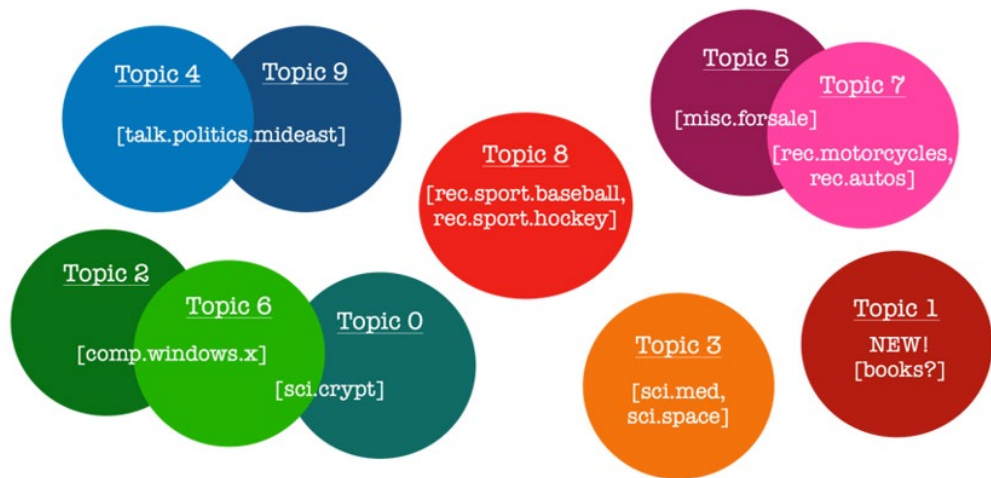 Topic 4
Topic 9
[talk.politics.mideast]
Topic 5
[misc.forsale]
Topic 7
[rec.motorcycles,
rec.autos]
Topic 8
[rec.sport.baseball,
rec.sport.hockey]
Topic 2
Topic 6
[comp.windows.x]
Topic 0
[sci.crypt]
Topic 3
[sci.med,
sci.space]
Topic 1
NEW!
[books?]